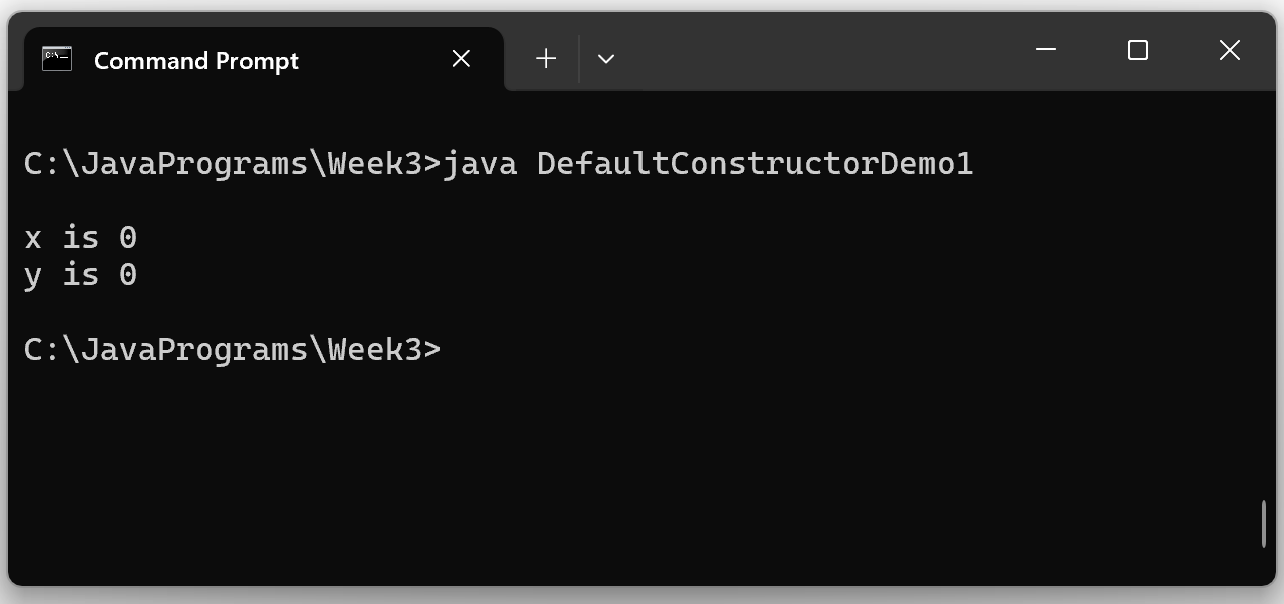 Command Prompt
C:\JavaPrograms\Week3>java DefaultConstructorDemo1
x is 0
y is 0
C:\JavaPrograms\Week3>